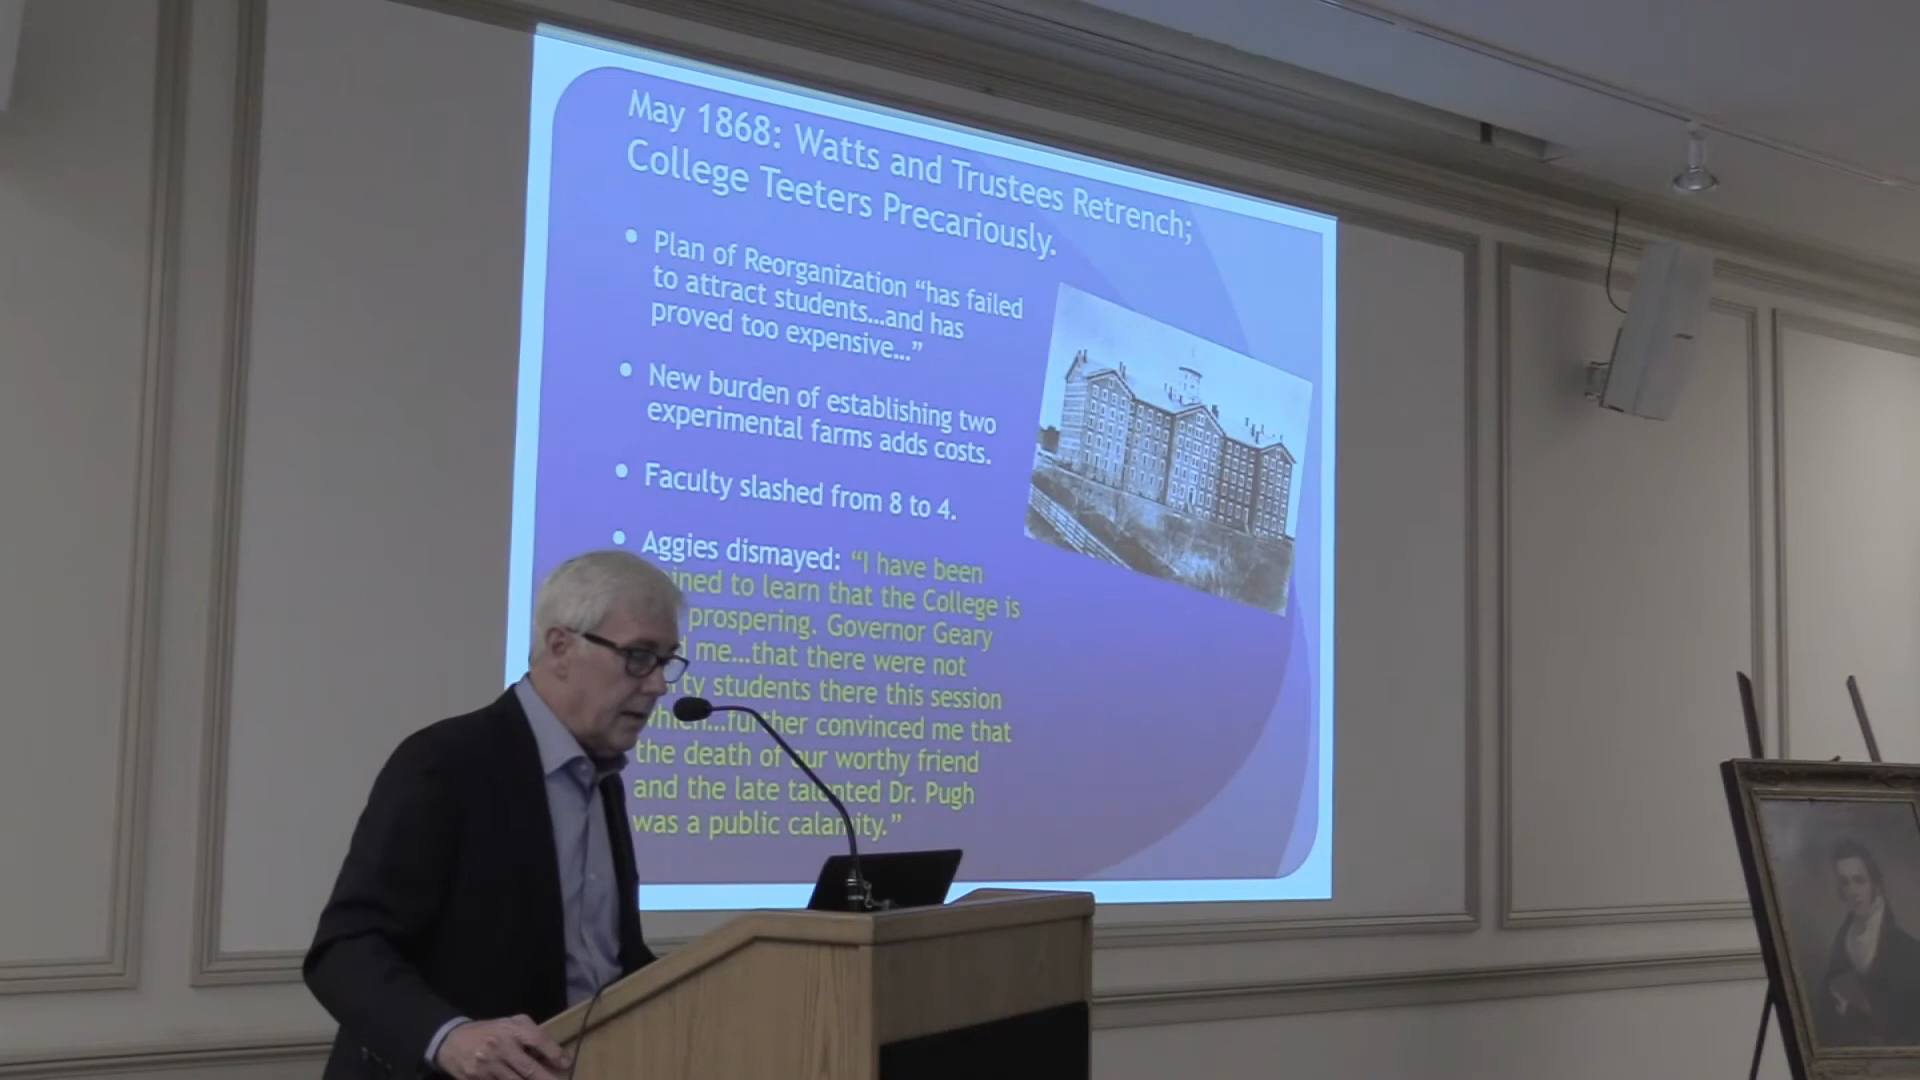 May 1868: Watts and Trustees Retrench;
College Teeters Precariously.
• Plan of Reorganization “has failed
to attract students…and has
proved too expensive…”
• New burden of establishing two
experimental farms adds costs.
• Faculty slashed from 8 to 4.
• Aggies dismayed: “I have been
to learn that the College is
prospering. Governor Geary
me…that there were not
students there this session
which…further convinced me that
the death of our worthy friend
and the late talented Dr. Pugh
was a public calamity.”